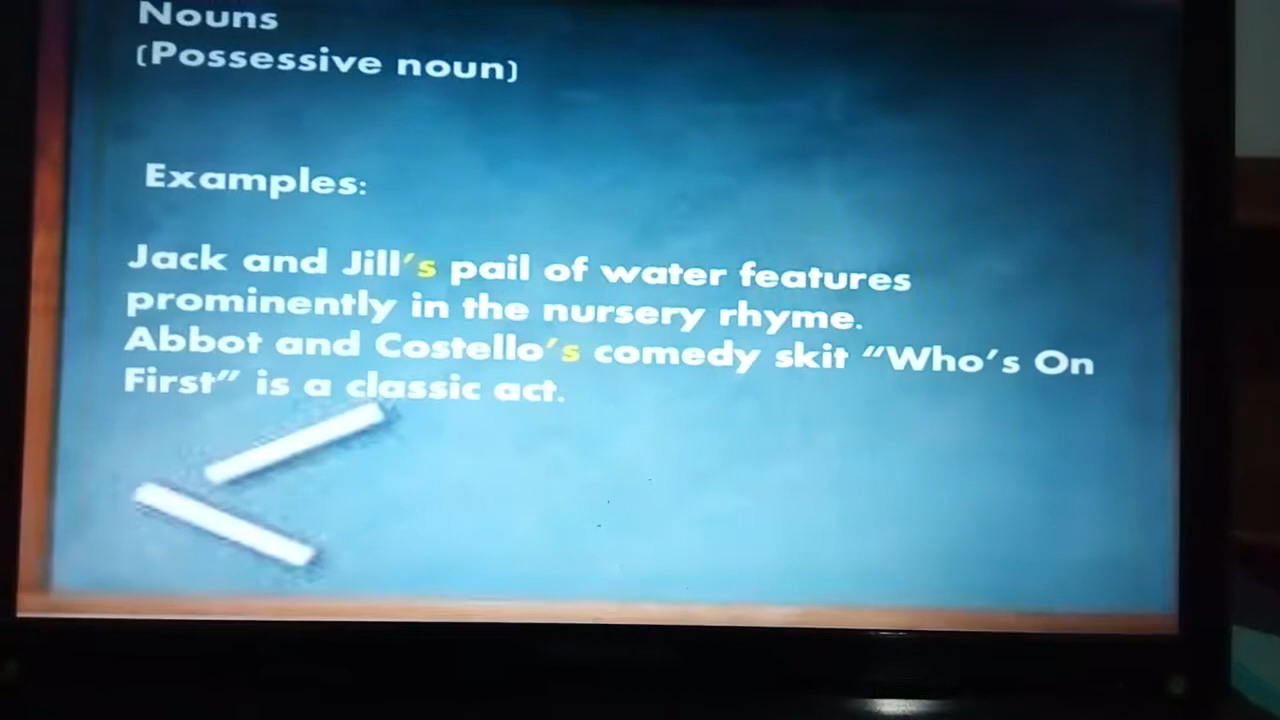 Nouns
(Possessive noun)
Examples:
Jack and Jill's pail of water features
prominently in the nursery rhyme.
Abbot and Costello's comedy skit “Who's On
First” is a classic act.